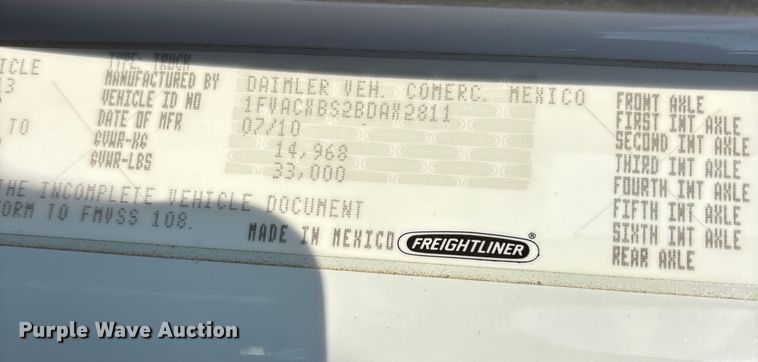 TYPE: TRUCK
ICLE MANUFACTURED BY DAIMLER VEH. COMERC. MEXICO FRONT AXLE
13 VEHICLE ID NO 1FVACXBS2BDAX2811 FIRST INT AXLE
TO DATE OF MFR 07/10 SECOND INT AXLE
GVWR-KG 14,968 THIRD INT AXLE
GVWR-LBS 33,000 FOURTH INT AXLE
THE INCOMPLETE VEHICLE DOCUMENT FIFTH INT AXLE
ORM TO FMVSS 108. MADE IN MEXICO FREIGHTLINER® SIXTH INT AXLE
REAR AXLE
Purple Wave Auction